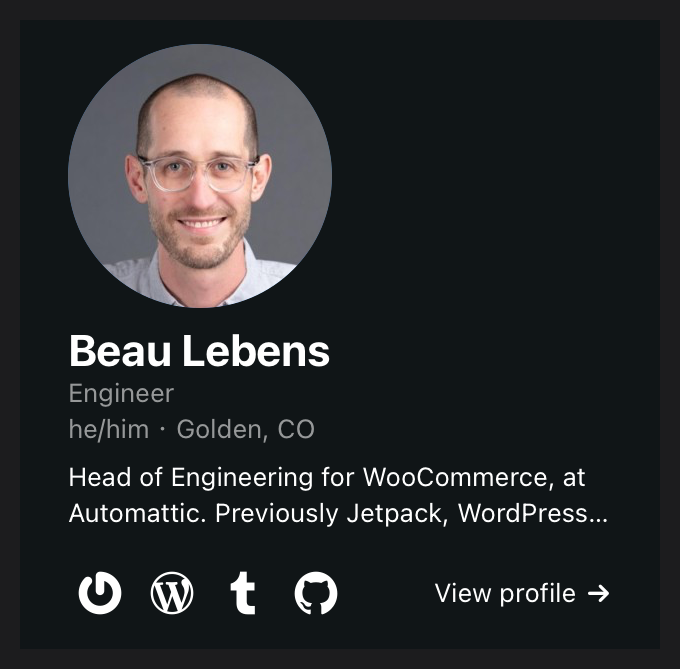 Beau Lebens
Engineer
he/him · Golden, CO
Head of Engineering for WooCommerce, at
Automattic. Previously Jetpack, WordPress...
View profile →